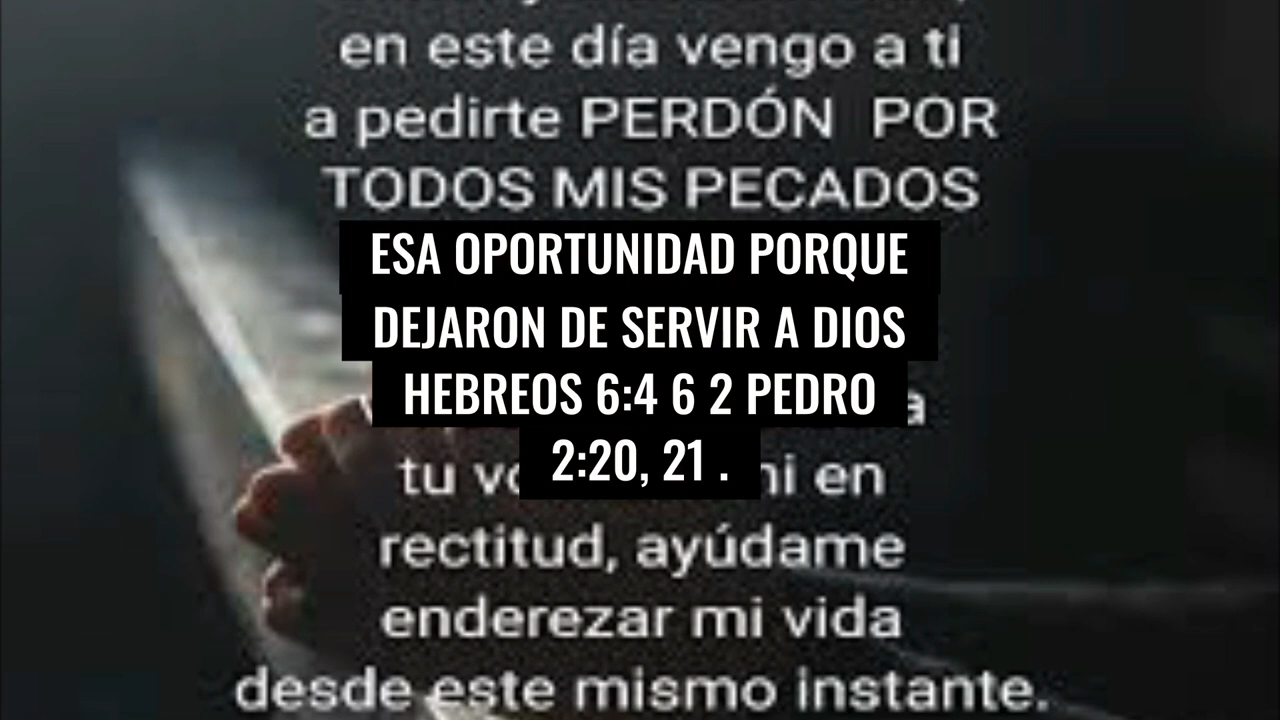 en este día vengo a ti
a pedirte PERDÓN POR
TODOS MIS PECADOS
ESA OPORTUNIDAD PORQUE
DEJARON DE SERVIR A DIOS
HEBREOS 6:4 6 2 PEDRO
2:20, 21 .
tu en
rectitud, ayúdame
enderezar mi vida
desde este mismo instante.